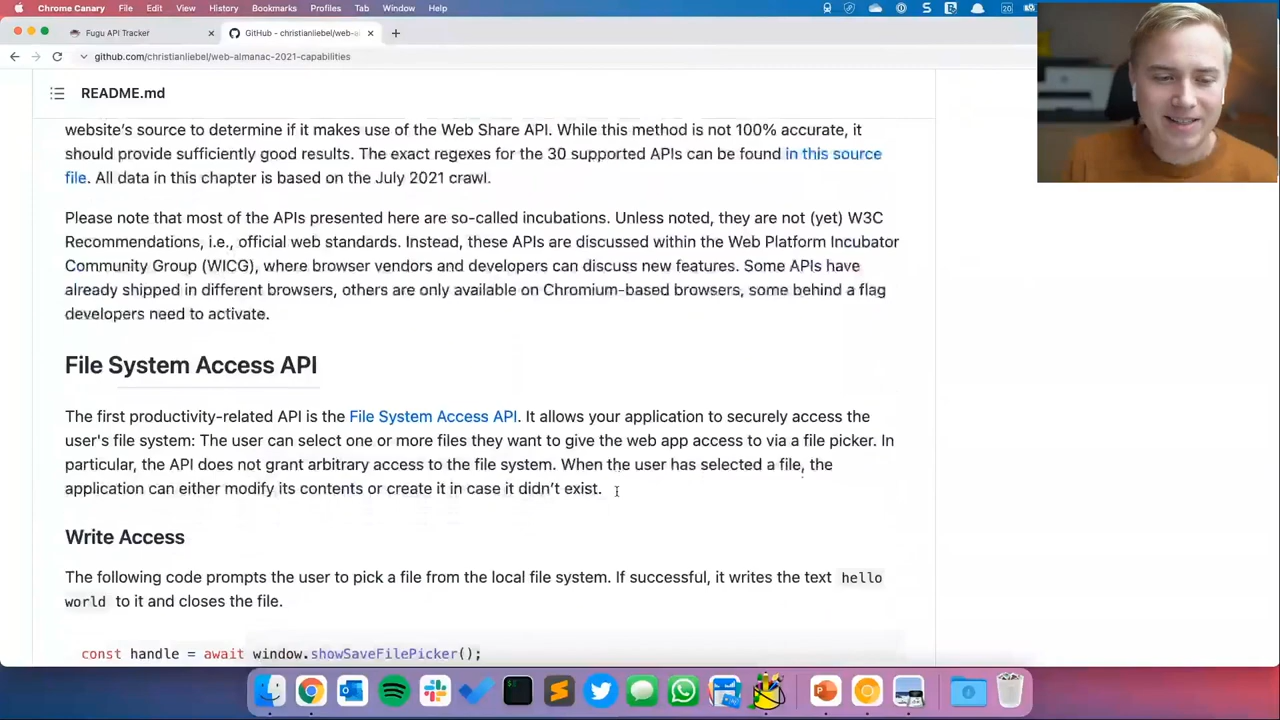 Chrome Canary File Edit View History Bookmarks Profiles Tab Window Help
Fugu API Tracker
GitHub - christianliebel/web-al
github.com/christianliebel/web-almanac-2021-capabilities
README.md
website’s source to determine if it makes use of the Web Share API. While this method is not 100% accurate, it
should provide sufficiently good results. The exact regexes for the 30 supported APIs can be found in this source
file. All data in this chapter is based on the July 2021 crawl.
Please note that most of the APIs presented here are so-called incubations. Unless noted, they are not (yet) W3C
Recommendations, i.e., official web standards. Instead, these APIs are discussed within the Web Platform Incubator
Community Group (WICG), where browser vendors and developers can discuss new features. Some APIs have
already shipped in different browsers, others are only available on Chromium-based browsers, some behind a flag
developers need to activate.
File System Access API
The first productivity-related API is the File System Access API. It allows your application to securely access the
user's file system: The user can select one or more files they want to give the web app access to via a file picker. In
particular, the API does not grant arbitrary access to the file system. When the user has selected a file, the
application can either modify its contents or create it in case it didn’t exist.
Write Access
The following code prompts the user to pick a file from the local file system. If successful, it writes the text hello
world to it and closes the file.
const handle = await window.showSaveFilePicker();